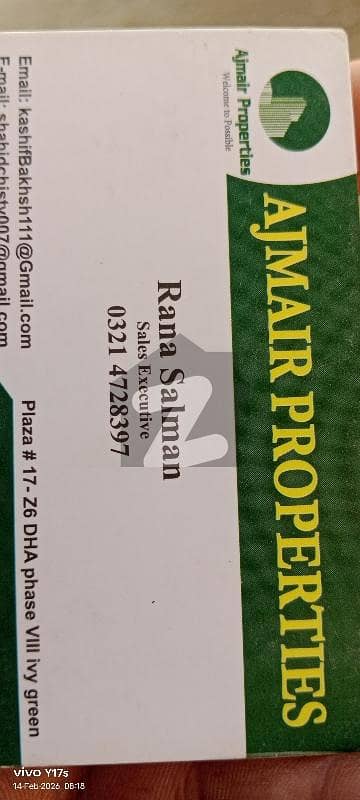 AJMAIR PROPERTIES
Ajmair Properties
Welcome to Possible
Rana Salman
Sales Executive
0321 4728397
Email: kashifBakhsh111@Gmail.com
E-mail: shahidchisty007@gmail.com
Plaza # 17- Z6 DHA phase VIII ivy green
vivo Y17s
14-Feb-2026 06:18